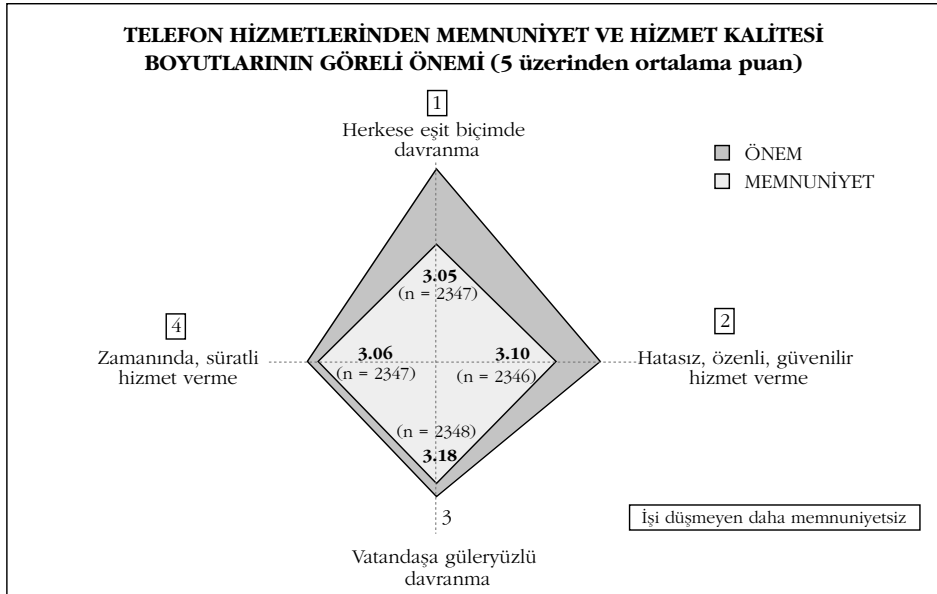 TELEFON HİZMETLERİNDEN MEMNUNİYET VE HİZMET KALİTESİ
BOYUTLARININ GÖRELİ ÖNEMİ (5 üzerinden ortalama puan)
1
Herkese eşit biçimde
davranma
ÖNEM
MEMNUNİYET
3.05
(n = 2347)
4
Zamanında, süratli
hizmet verme
3.06
(n = 2347)
3.10
(n = 2346)
2
Hatasız, özenli, güvenilir
hizmet verme
(n = 2348)
3.18
3
Vatandaşa güleryüzlü
davranma
İşi düşmeyen daha memnuniyetsiz